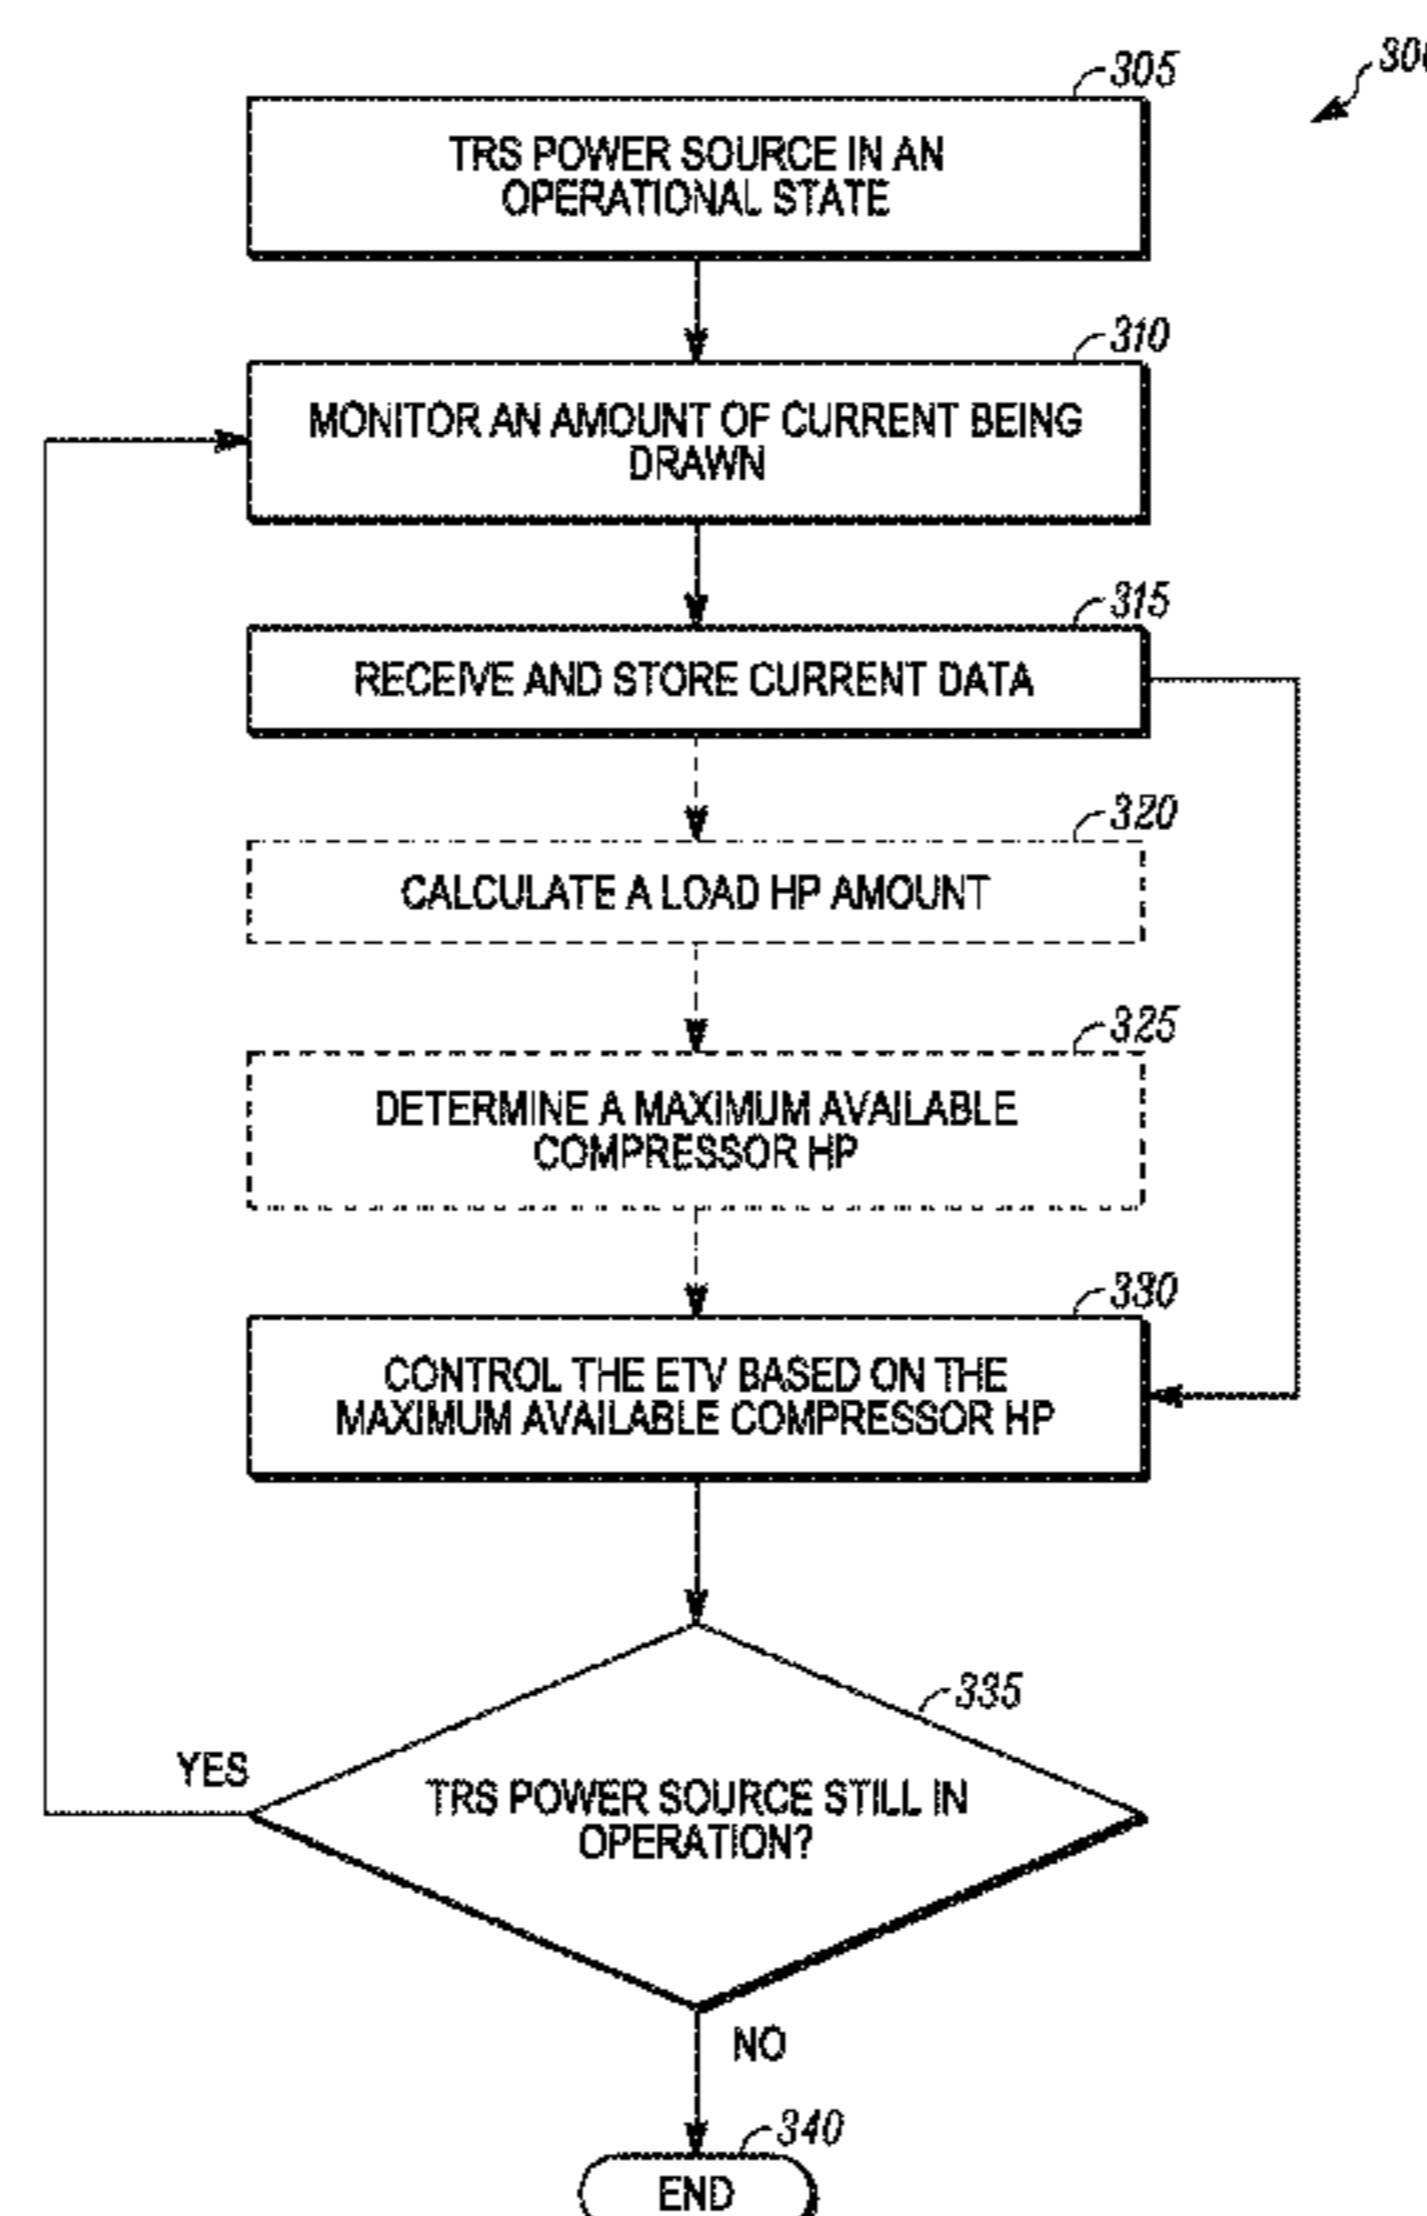 305
300
TRS POWER SOURCE IN AN
OPERATIONAL STATE
310
MONITOR AN AMOUNT OF CURRENT BEING
DRAWN
315
RECEIVE AND STORE CURRENT DATA
320
CALCULATE A LOAD HP AMOUNT
325
DETERMINE A MAXIMUM AVAILABLE
COMPRESSOR HP
330
CONTROL THE ETV BASED ON THE
MAXIMUM AVAILABLE COMPRESSOR HP
335
YES
TRS POWER SOURCE STILL IN
OPERATION?
NO
340
END